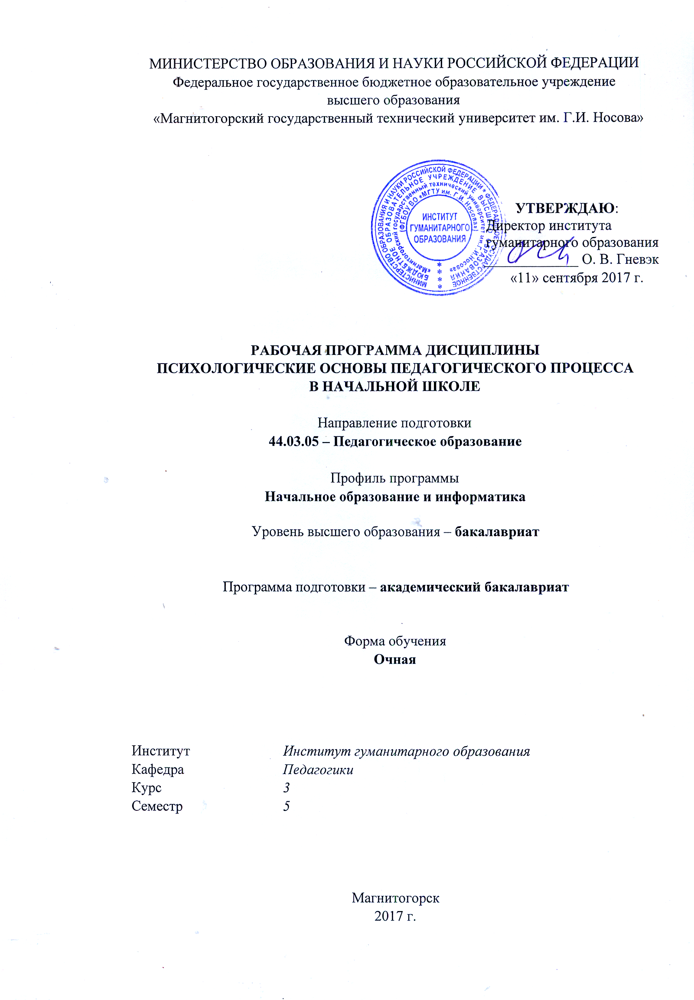 МИНИСТЕРСТВО ОБРАЗОВАНИЯ И НАУКИ РОССИЙСКОЙ ФЕДЕРАЦИИ
Федеральное государственное бюджетное образовательное учреждение
высшего образования
«Магнитогорский государственный технический университет им. Г.И. Носова»
МИНИСТЕРСТВО ОБРАЗОВАНИЯ И НАУКИ РОССИЙСКОЙ ФЕДЕРАЦИИ * ФЕДЕРАЛЬНОЕ ГОСУДАРСТВЕННОЕ
БЮДЖЕТНОЕ ОБРАЗОВАТЕЛЬНОЕ УЧРЕЖДЕНИЕ ВЫСШЕГО ОБРАЗОВАНИЯ
«Магнитогорский государственный технический университет им. Г.И. Носова»
(ФГБОУ ВО «МГТУ им. Г.И. Носова»)
ИНСТИТУТ
ГУМАНИТАРНОГО
ОБРАЗОВАНИЯ
УТВЕРЖДАЮ:
Директор института
гуманитарного образования
О. В. Гневэк
«11» сентября 2017 г.
РАБОЧАЯ ПРОГРАММА ДИСЦИПЛИНЫ
ПСИХОЛОГИЧЕСКИЕ ОСНОВЫ ПЕДАГОГИЧЕСКОГО ПРОЦЕССА
В НАЧАЛЬНОЙ ШКОЛЕ
Направление подготовки
44.03.05 – Педагогическое образование
Профиль программы
Начальное образование и информатика
Уровень высшего образования – бакалавриат
Программа подготовки – академический бакалавриат
Форма обучения
Очная
Институт Институт гуманитарного образования
Кафедра Педагогики
Курс 3
Семестр 5
Магнитогорск
2017 г.